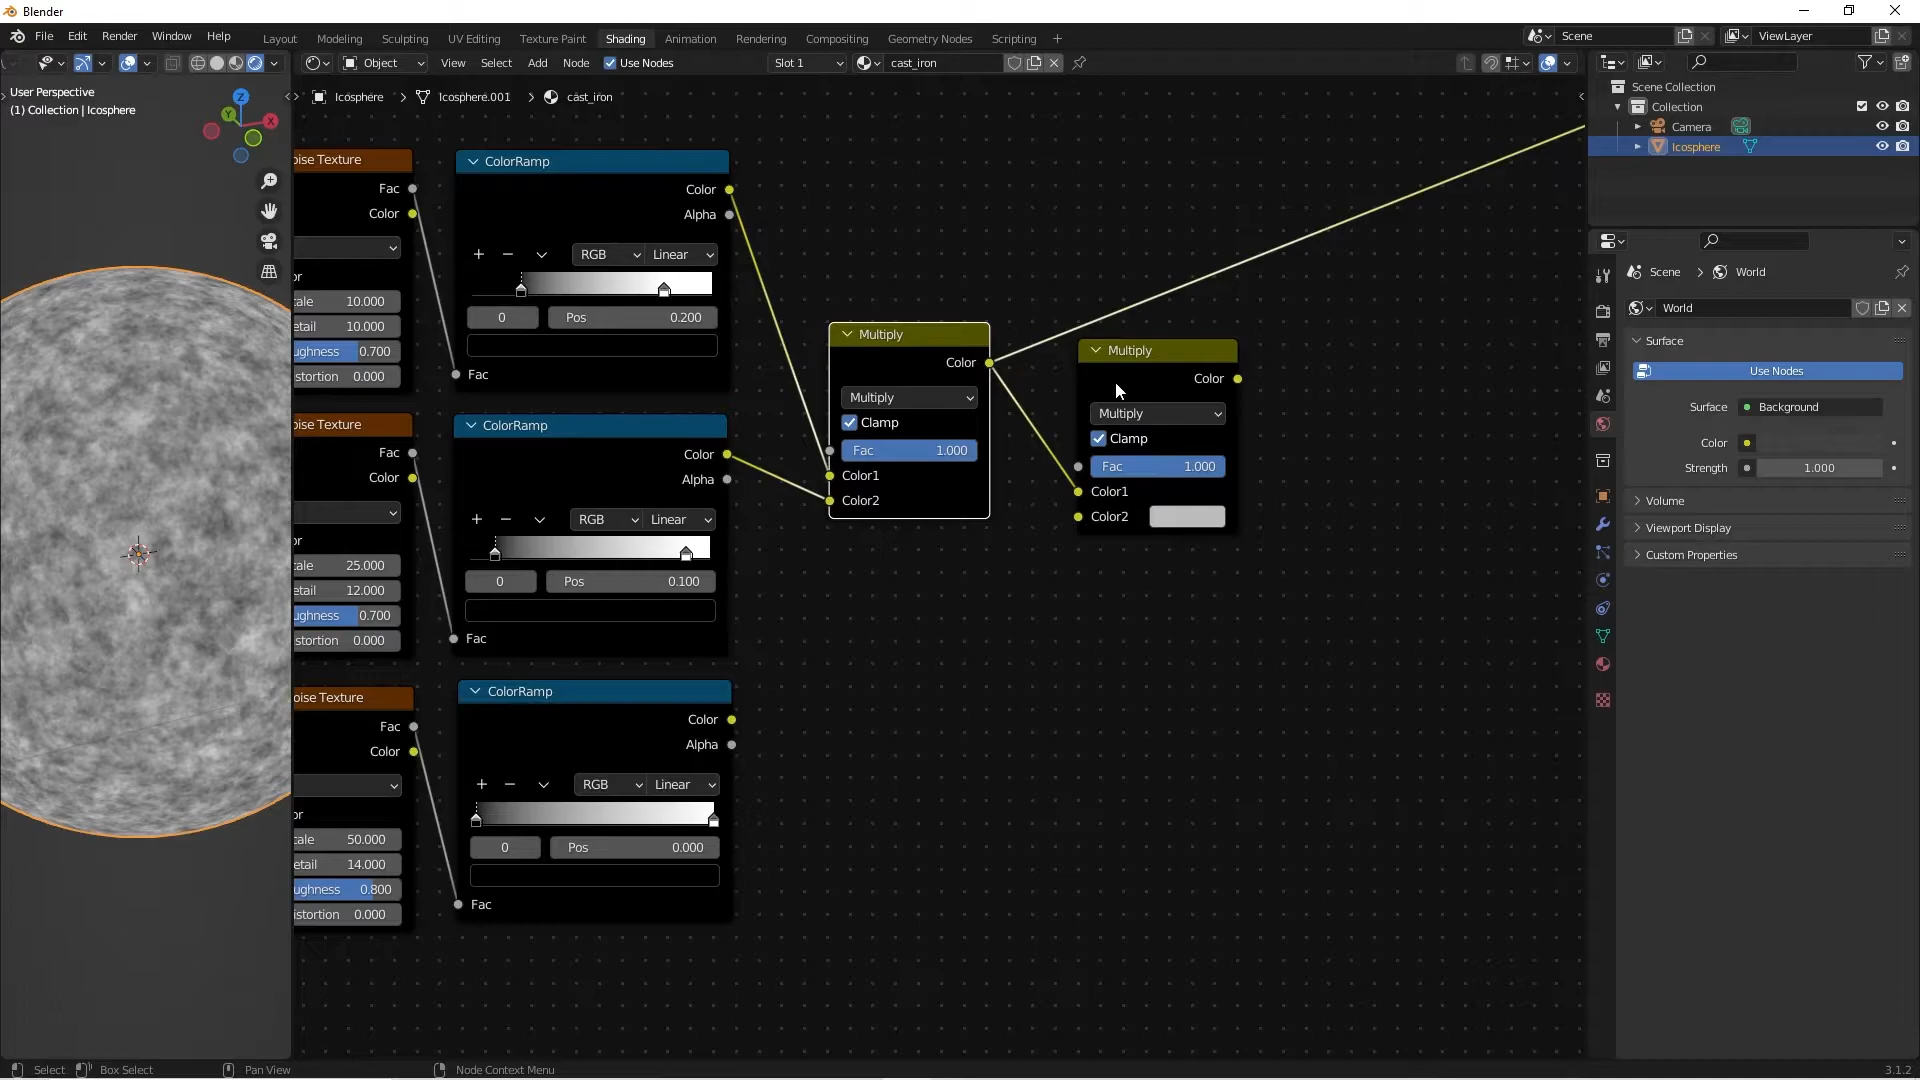 Blender
File Edit Render Window Help Layout Modeling Sculpting UV Editing Texture Paint Shading Animation Rendering Compositing Geometry Nodes Scripting + Scene ViewLayer
Object View Select Add Node Use Nodes Slot 1 cast_iron
User Perspective
(1) Collection | Icosphere
Z
Y
X
Icosphere > Icosphere.001 > cast_iron
oise Texture
Fac
Color
or
cale 10.000
etail 10.000
ughness 0.700
stortion 0.000
ColorRamp
Color
Alpha
RGB Linear
0 Pos 0.200
Fac
oise Texture
Fac
Color
or
cale 25.000
etail 12.000
ughness 0.700
stortion 0.000
ColorRamp
Color
Alpha
RGB Linear
0 Pos 0.100
Fac
oise Texture
Fac
Color
or
cale 50.000
etail 14.000
ughness 0.800
istortion 0.000
ColorRamp
Color
Alpha
RGB Linear
0 Pos 0.000
Fac
Multiply
Color
Multiply
Clamp
Fac 1.000
Color1
Color2
Multiply
Color
Multiply
Clamp
Fac 1.000
Color1
Color2
Scene Collection
Collection
Camera
Icosphere
Scene > World
World
Surface
Use Nodes
Surface Background
Color
Strength 1.000
Volume
Viewport Display
Custom Properties
Select Box Select Pan View Node Context Menu 3.1.2